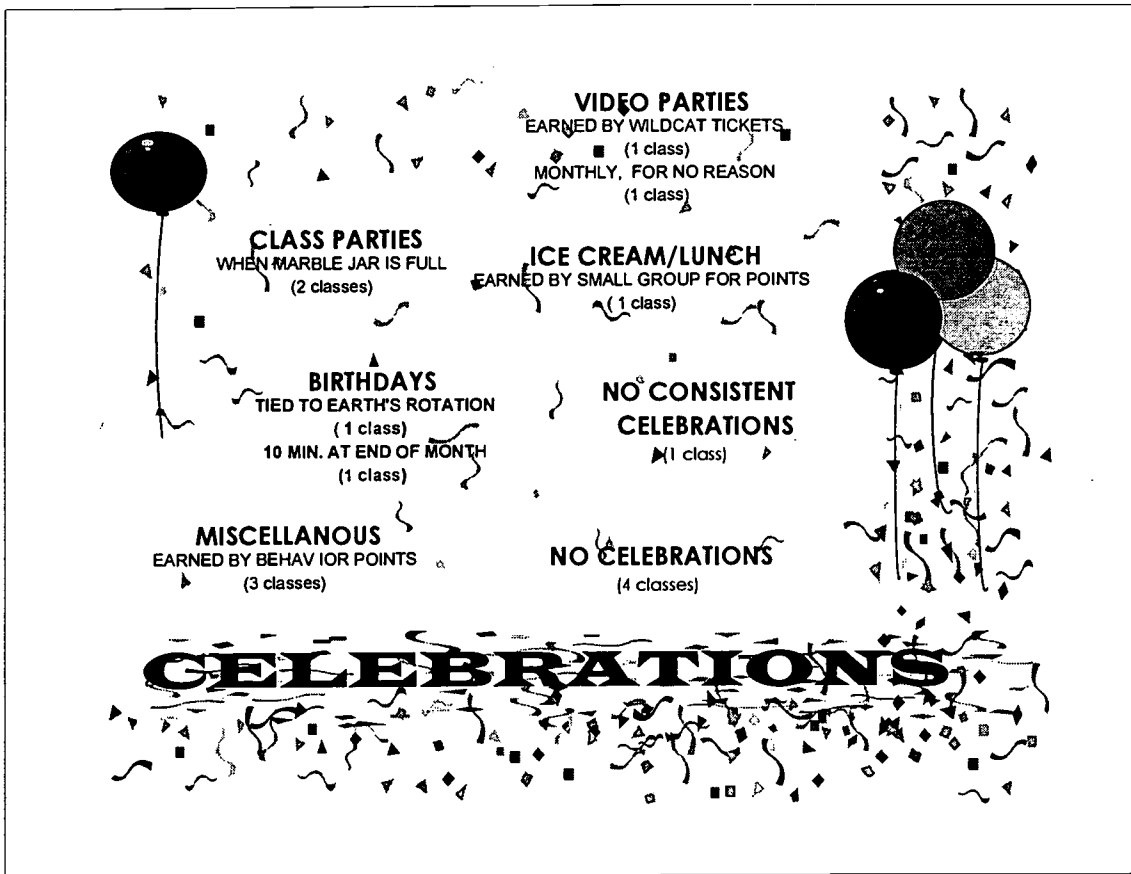 VIDEO PARTIES
EARNED BY WILDCAT TICKETS
(1 class)
MONTHLY, FOR NO REASON
(1 class)
CLASS PARTIES
WHEN MARBLE JAR IS FULL
(2 classes)
ICE CREAM/LUNCH
EARNED BY SMALL GROUP FOR POINTS
(1 class)
BIRTHDAYS
TIED TO EARTH'S ROTATION
(1 class)
10 MIN. AT END OF MONTH
(1 class)
NO CONSISTENT
CELEBRATIONS
(1 class)
MISCELLANOUS
EARNED BY BEHAV IOR POINTS
(3 classes)
NO CELEBRATIONS
(4 classes)
CELEBRATIONS